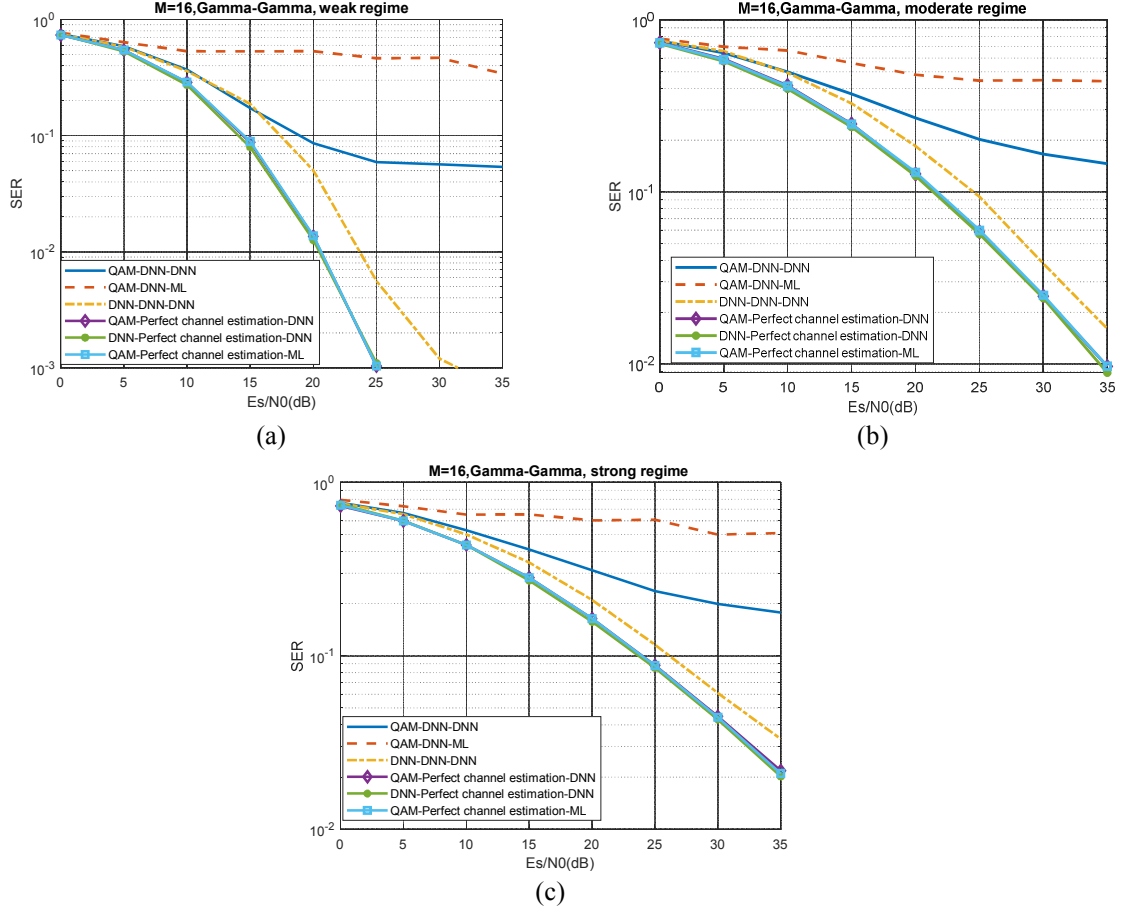 M=16,Gamma-Gamma, weak regime
10^0
10^-1
10^-2
10^-3
SER
QAM-DNN-DNN
QAM-DNN-ML
DNN-DNN-DNN
QAM-Perfect channel estimation-DNN
DNN-Perfect channel estimation-DNN
QAM-Perfect channel estimation-ML
0 5 10 15 20 25 30 35
Es/N0(dB)
(a)
M=16,Gamma-Gamma, moderate regime
10^0
10^-1
10^-2
SER
QAM-DNN-DNN
QAM-DNN-ML
DNN-DNN-DNN
QAM-Perfect channel estimation-DNN
DNN-Perfect channel estimation-DNN
QAM-Perfect channel estimation-ML
0 5 10 15 20 25 30 35
Es/N0(dB)
(b)
M=16,Gamma-Gamma, strong regime
10^0
10^-1
10^-2
SER
QAM-DNN-DNN
QAM-DNN-ML
DNN-DNN-DNN
QAM-Perfect channel estimation-DNN
DNN-Perfect channel estimation-DNN
QAM-Perfect channel estimation-ML
0 5 10 15 20 25 30 35
Es/N0(dB)
(c)